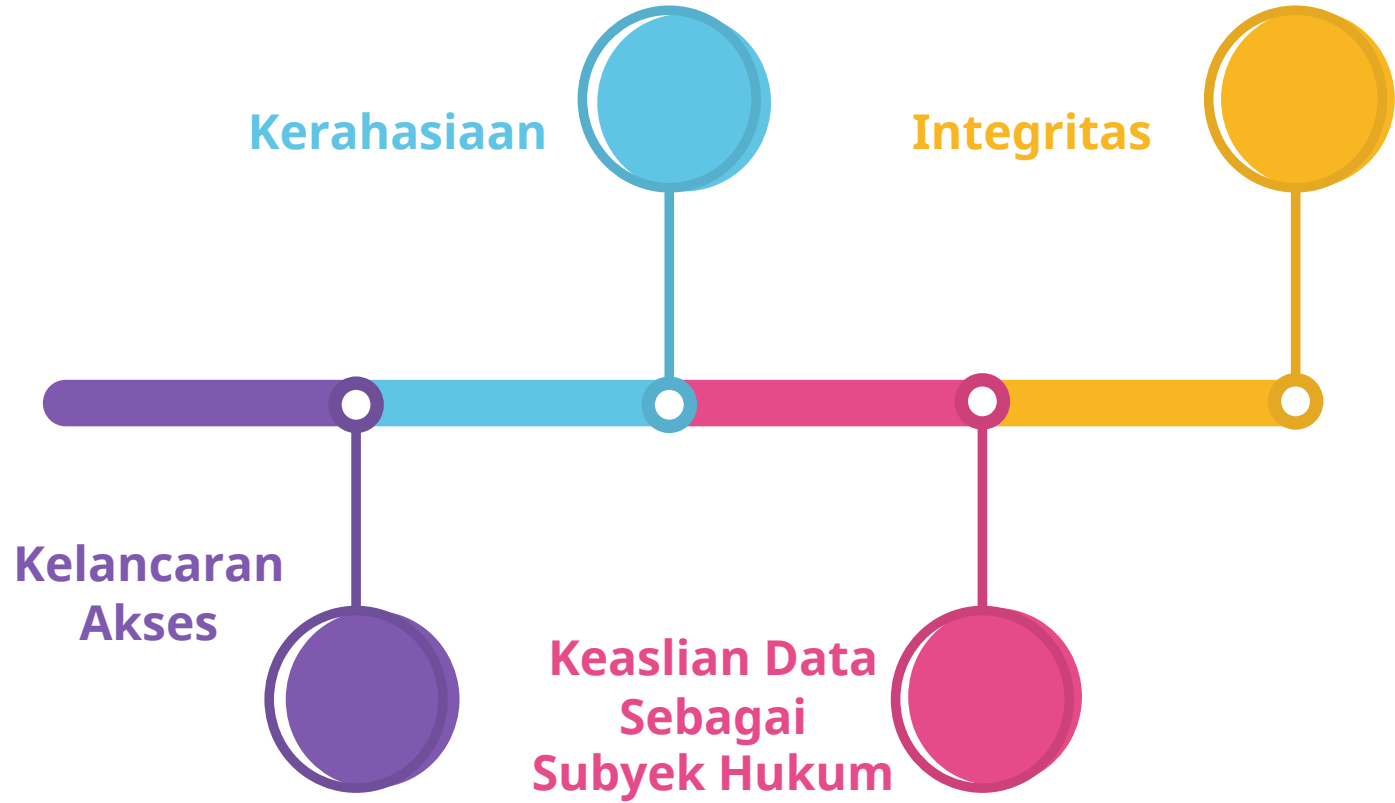 Kerahasiaan
Integritas
Kelancaran
Akses
Keaslian Data
Sebagai
Subyek Hukum